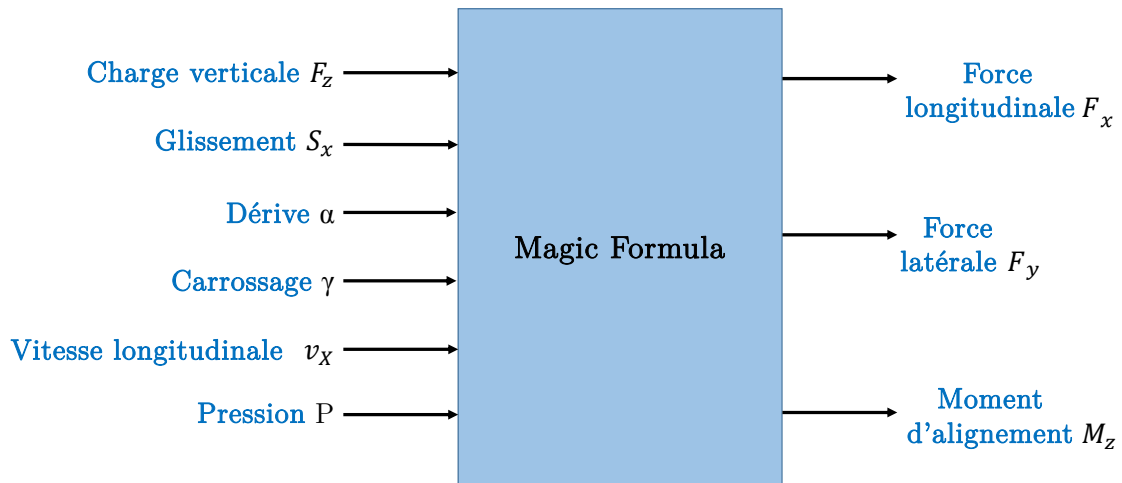 Charge verticale F_z
Glissement S_x
Dérive α
Carrossage γ
Vitesse longitudinale v_X
Pression P
Magic Formula
Force
longitudinale F_x
Force
latérale F_y
Moment
d'alignement M_z